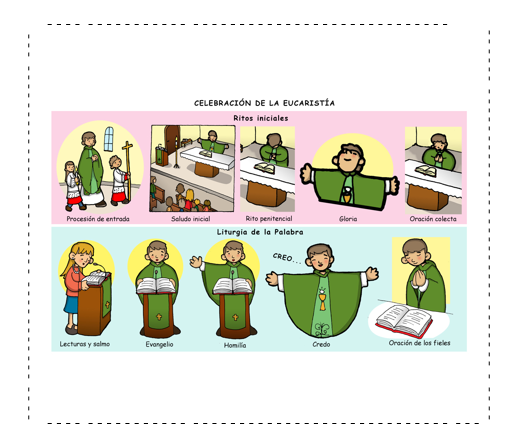 CELEBRACIÓN DE LA EUCARISTÍA
Ritos iniciales
Procesión de entrada
Saludo inicial
Rito penitencial
Gloria
Oración colecta
Liturgia de la Palabra
CREO...
Lecturas y salmo
Evangelio
Homilía
Credo
Oración de los fieles